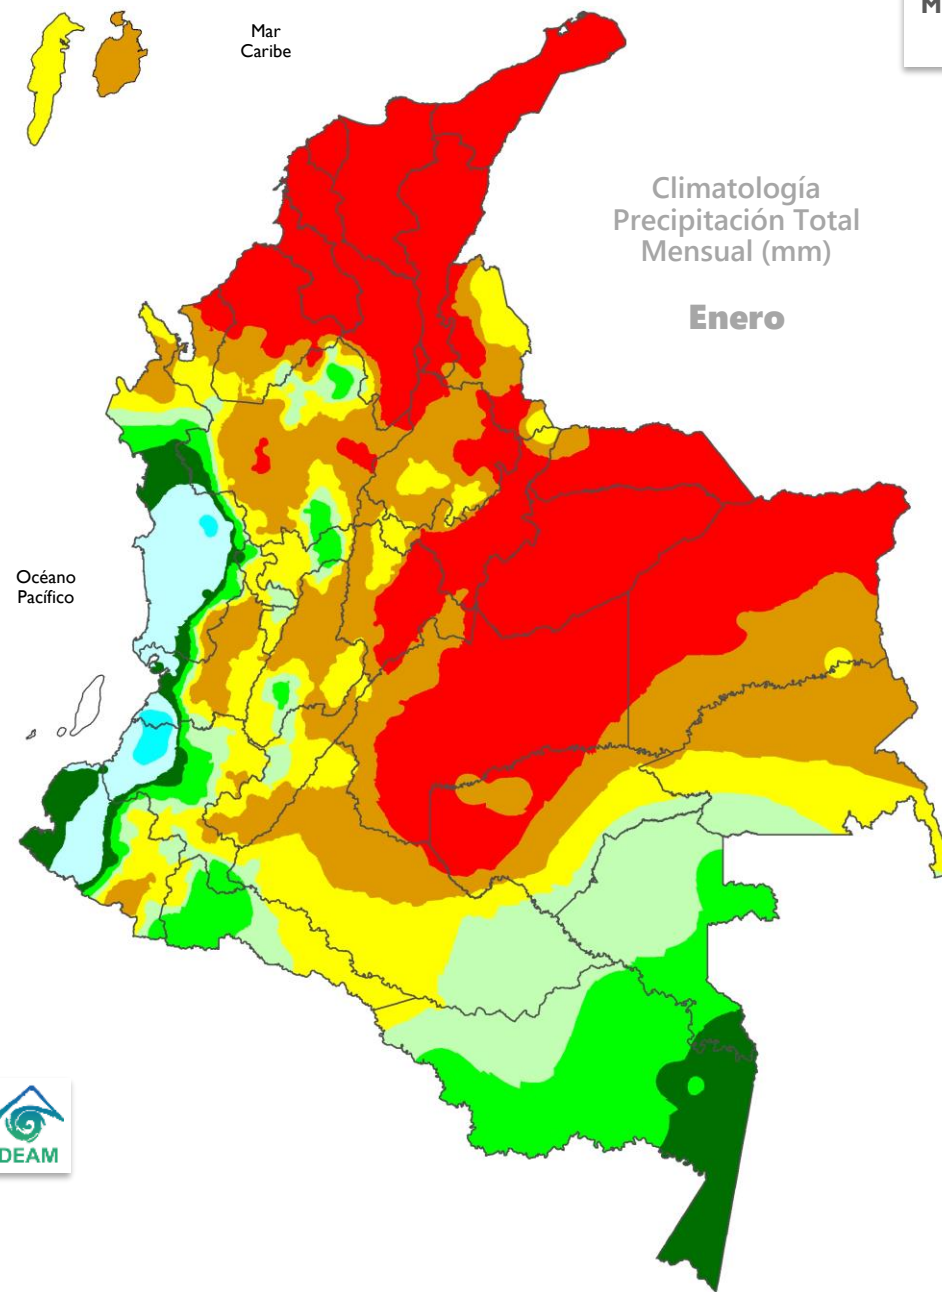 M
Mar
Caribe
Climatología
Precipitación Total
Mensual (mm)
Enero
Océano
Pacífico
DEAM